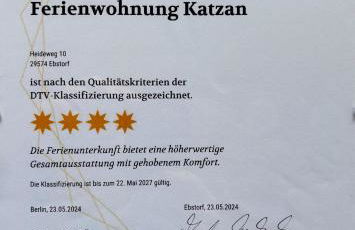 Ferienwohnung Katzan
Heideweg 10
29574 Ebstorf
ist nach den Qualitätskriterien der
DTV-Klassifizierung ausgezeichnet.
Die Ferienunterkunft bietet eine höherwertige
Gesamtausstattung mit gehobenem Komfort.
Die Klassifizierung ist bis zum 22. Mai 2027 gültig.
Berlin, 23.05.2024
Ebstorf, 23.05.2024